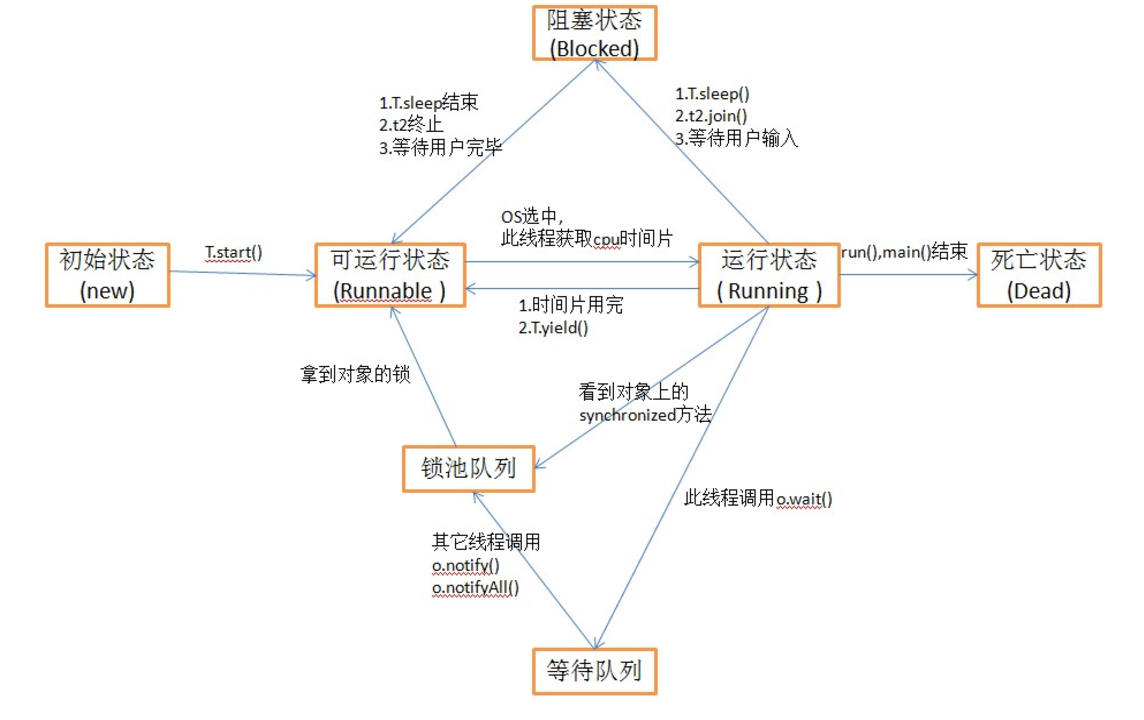 阻塞状态
(Blocked)
1.T.sleep结束
2.t2终止
3.等待用户完毕
1.T.sleep()
2.t2.join()
3.等待用户输入
OS选中,
此线程获取cpu时间片
初始状态
(new)
T.start()
可运行状态
(Runnable )
运行状态
( Running )
run(),main()结束
死亡状态
(Dead)
1.时间片用完
2.T.yield()
拿到对象的锁
看到对象上的
synchronized方法
锁池队列
此线程调用o.wait()
其它线程调用
o.notify()
o.notifyAll()
等待队列